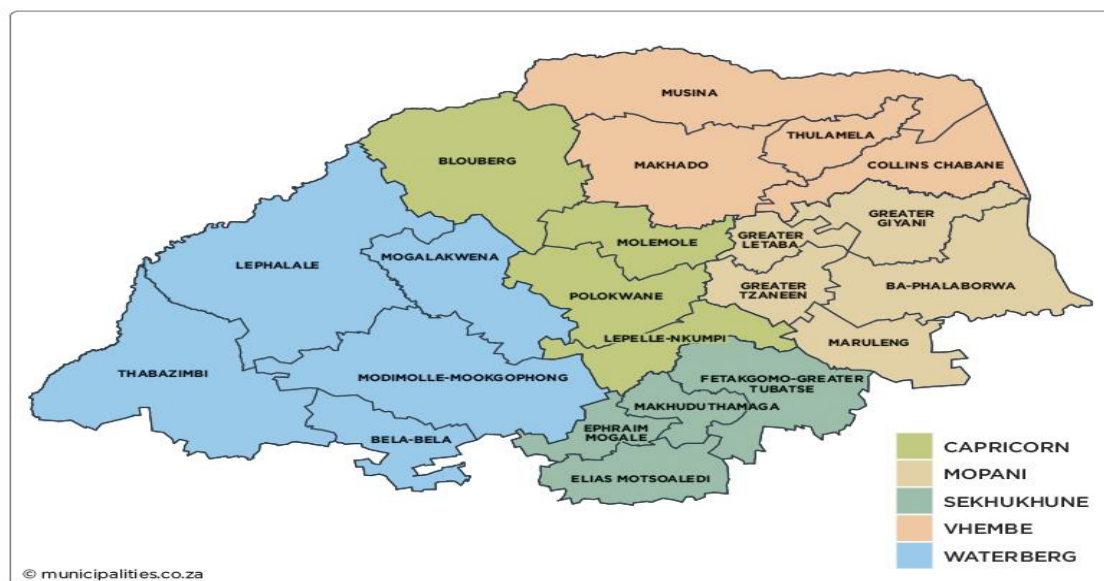 MUSINA
THULAMELA
BLOUBERG
MAKHADO
COLLINS CHABANE
GREATER
GIYANI
MOLEMOLE
GREATER
LETABA
LEPHALALE
MOGALAKWENA
POLOKWANE
GREATER
TZANEEN
BA-PHALABORWA
LEPELLE-NKUMPI
MARULENG
THABAZIMBI
MODIMOLLE-MOOKGOPHONG
FETAKGOMO-GREATER
TUBATSE
MAKHUDUTHAMAGA
EPHRAIM
MOGALE
BELA-BELA
ELIAS MOTSOALEDI
CAPRICORN
MOPANI
SEKHUKHUNE
VHEMBE
WATERBERG
© municipalities.co.za